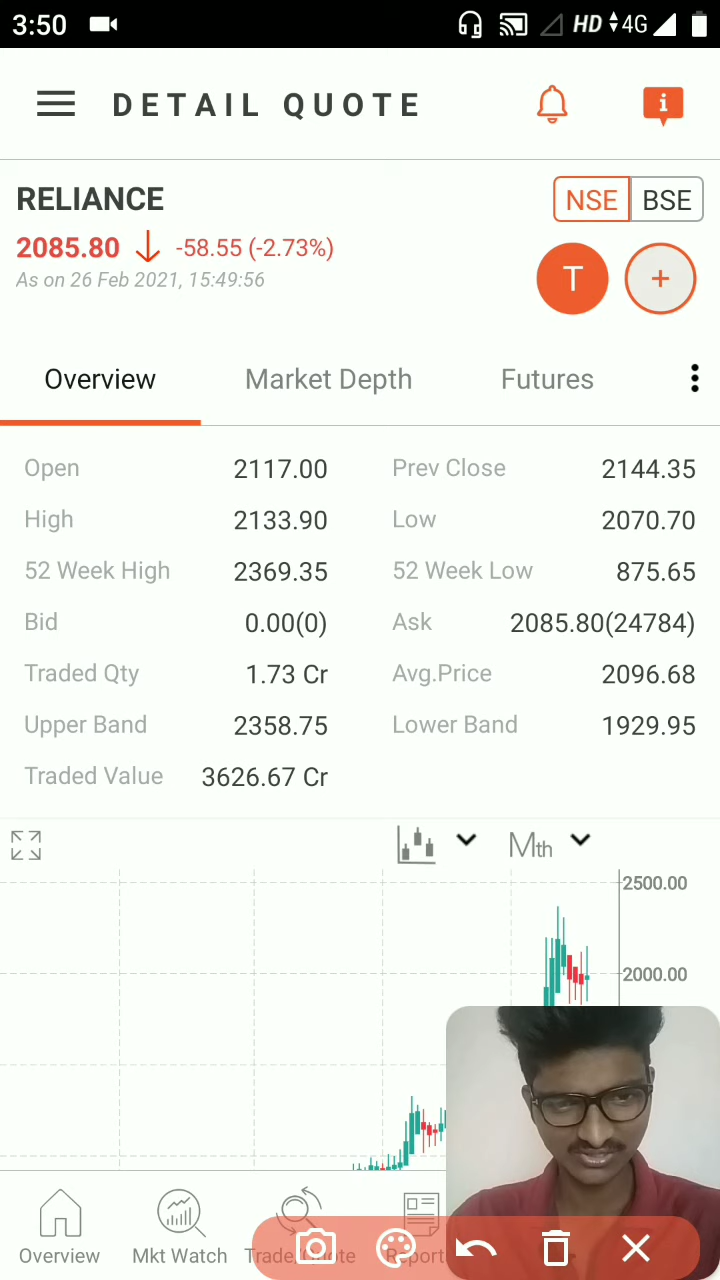 3:50 HD 4G
DETAIL QUOTE
RELIANCE NSE BSE
2085.80 -58.55 (-2.73%)
As on 26 Feb 2021, 15:49:56
T +
Overview Market Depth Futures
Open 2117.00 Prev Close 2144.35
High 2133.90 Low 2070.70
52 Week High 2369.35 52 Week Low 875.65
Bid 0.00(0) Ask 2085.80(24784)
Traded Qty 1.73 Cr Avg.Price 2096.68
Upper Band 2358.75 Lower Band 1929.95
Traded Value 3626.67 Cr
Mth
2500.00
2000.00
Overview Mkt Watch Trade/Quote Report